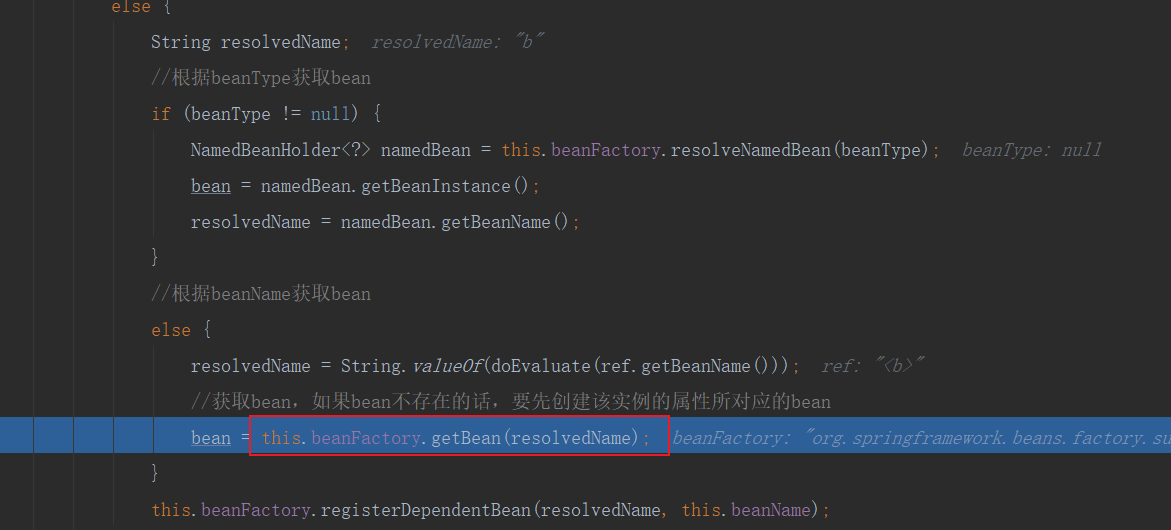 else {
String resolvedName;  resolvedName: "b"
//根据beanType获取bean
if (beanType != null) {
NamedBeanHolder<?> namedBean = this.beanFactory.resolveNamedBean(beanType);  beanType: null
bean = namedBean.getBeanInstance();
resolvedName = namedBean.getBeanName();
}
//根据beanName获取bean
else {
resolvedName = String.valueOf(doEvaluate(ref.getBeanName()));  ref: "<b>"
//获取bean，如果bean不存在的话，要先创建该实例的属性所对应的bean
bean = this.beanFactory.getBean(resolvedName);  beanFactory: "org.springframework.beans.factory.su
}
this.beanFactory.registerDependentBean(resolvedName, this.beanName);